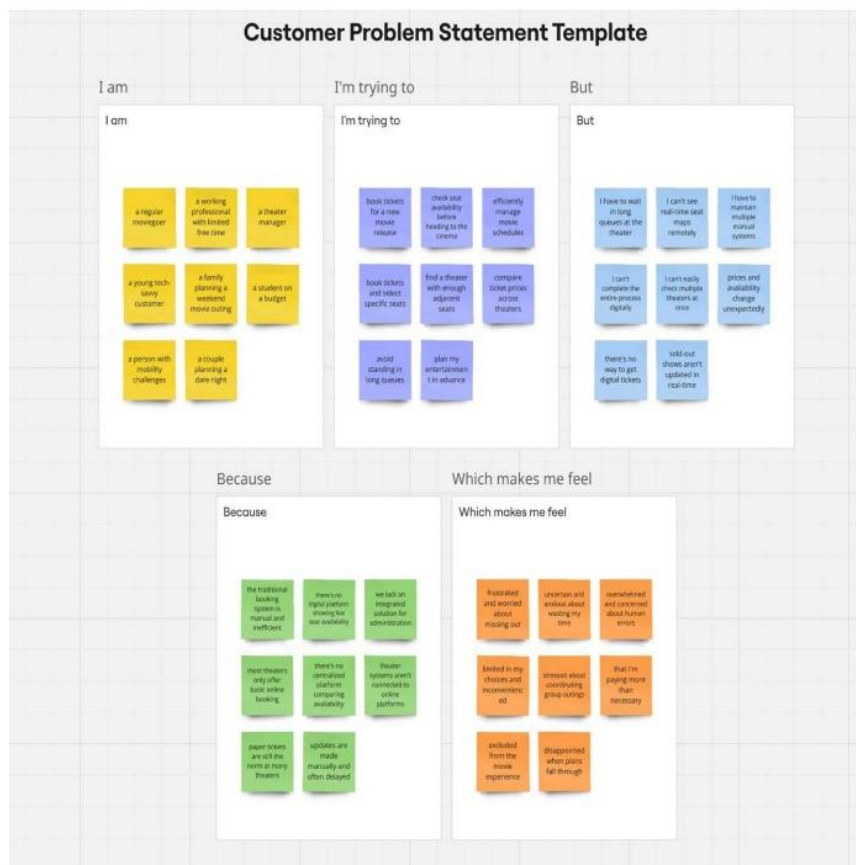 Customer Problem Statement Template
I am
I'm trying to
But
I am
a regular
moviegoer
a working
professional
with limited
free time
a theater
manager
a young tech-
savvy
customer
a family
planning a
weekend
movie outing
a student on
a budget
a person with
mobility
challenges
a couple
planning a
date night
I'm trying to
book tickets
for a new
movie
release
check seat
availability
before
heading to the
cinema
efficiently
manage
movie
schedules
book tickets
and select
specific seats
find a theater
with enough
adjacent
seats
compare
ticket prices
across
theaters
avoid
standing in
long queues
plan my
entertainmen
t in advance
But
I have to wait
in long
queues at the
theater
I can't see
real-time seat
maps
remotely
I have to
maintain
multiple
manual
systems
I can't
complete the
entire process
digitally
I can't easily
check multiple
theaters at
once
prices and
availability
change
unexpectedly
there's no
way to get
digital tickets
sold-out
shows aren't
updated in
real-time
Because
Which makes me feel
Because
the traditional
booking
system is
manual and
inefficient
there's no
digital platform
showing live
seat availability
we lack an
integrated
solution for
administration
most theaters
only offer
basic online
booking
there's no
centralized
platform
comparing
availability
theater
systems aren't
connected to
online
platforms
paper tickets
are still the
norm at many
theaters
updates are
made
manually and
often delayed
Which makes me feel
frustrated
and worried
about
missing out
uncertain and
anxious about
wasting my
time
overwhelmed
and concerned
about human
errors
limited in my
choices and
inconvenienc
ed
stressed about
coordinating
group outings
that I'm
paying more
than
necessary
excluded
from the
movie
experience
disappointed
when plans
fall through